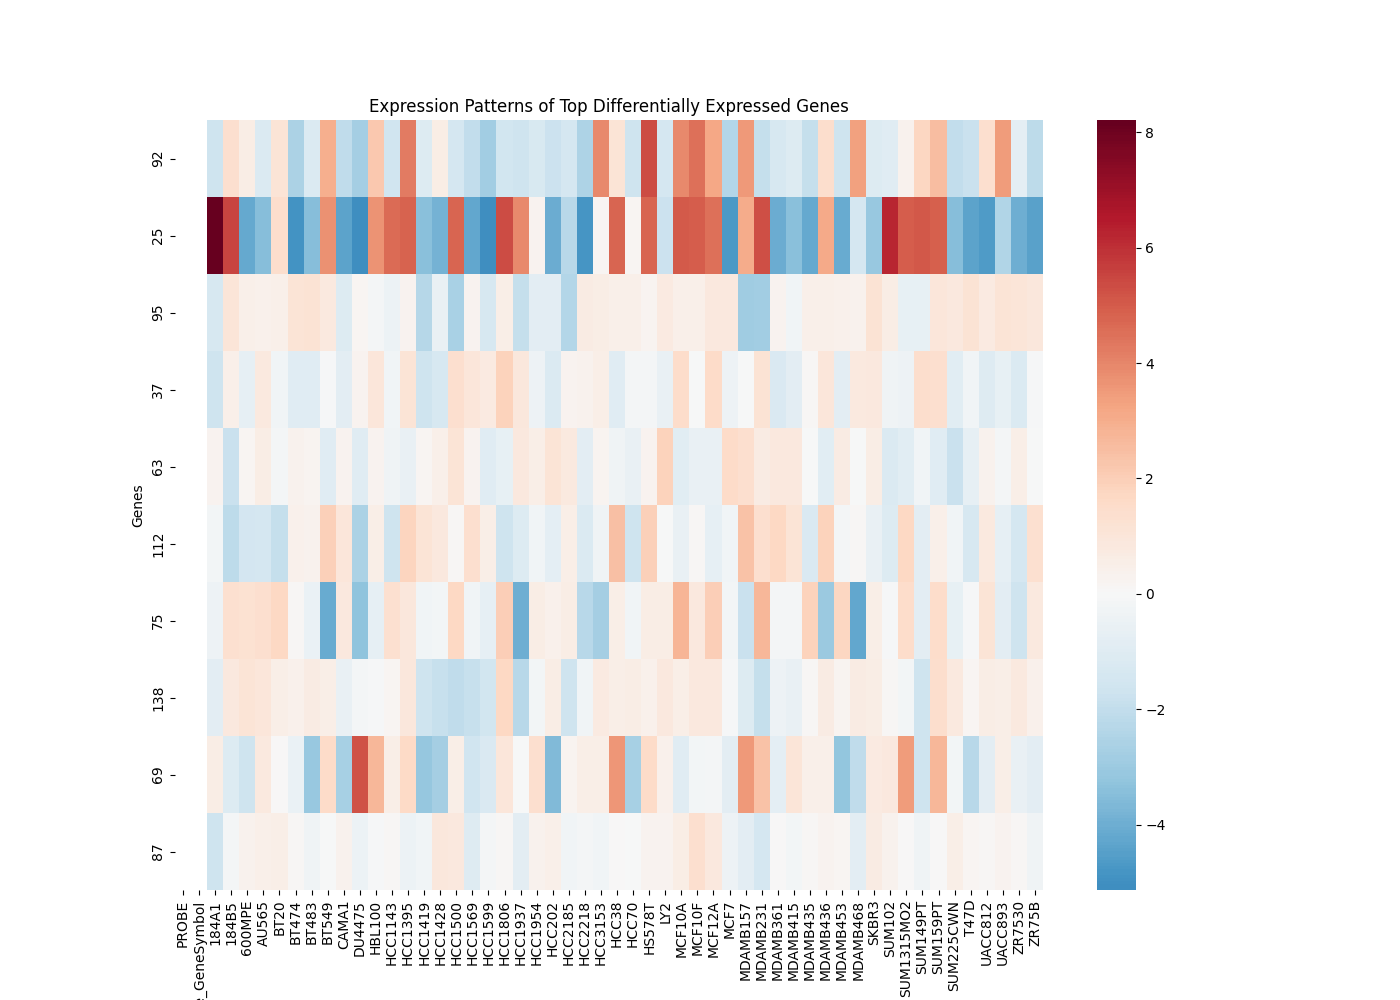 Expression Patterns of Top Differentially Expressed Genes
Genes
92
25
95
37
63
112
75
138
69
87
8
6
4
2
0
−2
−4
PROBE
_GeneSymbol
184A1
184B5
600MPE
AU565
BT20
BT474
BT483
BT549
CAMA1
DU4475
HBL100
HCC1143
HCC1395
HCC1419
HCC1428
HCC1500
HCC1569
HCC1599
HCC1806
HCC1937
HCC1954
HCC202
HCC2185
HCC2218
HCC3153
HCC38
HCC70
HS578T
LY2
MCF10A
MCF10F
MCF12A
MCF7
MDAMB157
MDAMB231
MDAMB361
MDAMB415
MDAMB435
MDAMB436
MDAMB453
MDAMB468
SKBR3
SUM102
SUM1315MO2
SUM149PT
SUM159PT
SUM225CWN
T47D
UACC812
UACC893
ZR7530
ZR75B